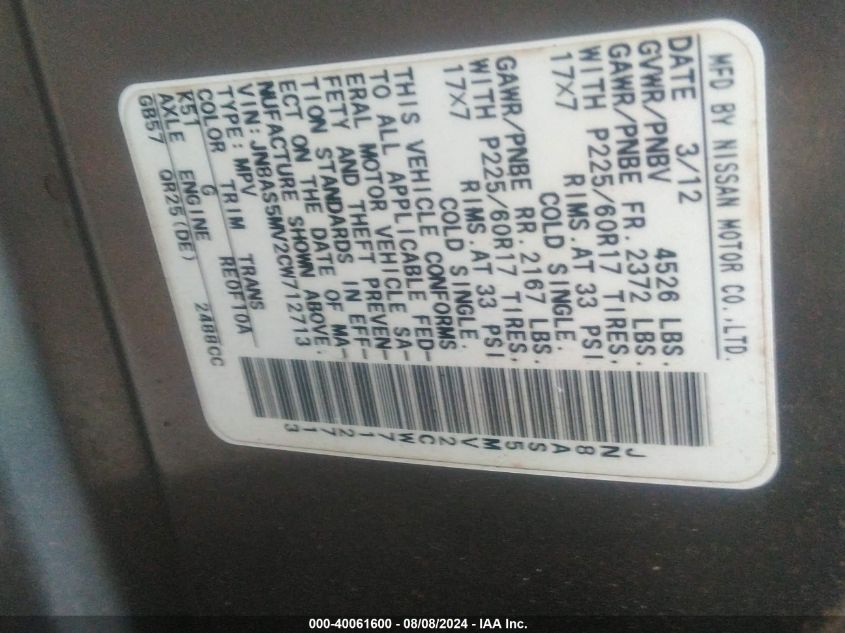 MFD BY NISSAN MOTOR CO.,LTD.
DATE 3/12
GVWR/PNBV 4526 LBS.
GAWR/PNBE FR. 2372 LBS.
WITH P225/60R17 TIRES,
17X7 RIMS.AT 33 PSI
COLD SINGLE.
GAWR/PNBE RR. 2167 LBS.
WITH P225/60R17 TIRES,
17X7 RIMS.AT 33 PSI
COLD SINGLE.
THIS VEHICLE CONFORMS
TO ALL APPLICABLE FED-
ERAL MOTOR VEHICLE SA-
FETY AND THEFT PREVEN-
TION STANDARDS IN EFF-
ECT ON THE DATE OF MA-
NUFACTURE SHOWN ABOVE.
VIN: JN8AS5MV2CW712713
TYPE: MPV
COLOR TRIM TRANS
K51 G RE0F10A
AXLE ENGINE
GB57 QR25(DE) 2488CC
JN8AS5MV2CW712713
000-40061600 - 08/08/2024 - IAA Inc.